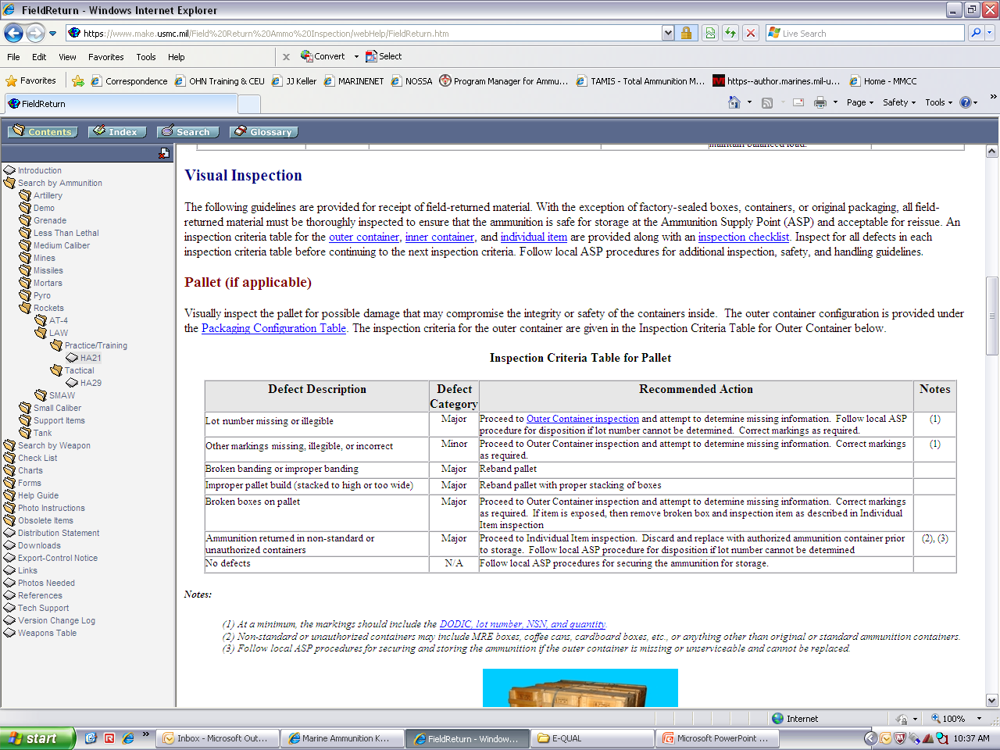 FieldReturn - Windows Internet Explorer
https://www.make.usmc.mil/Field%20Return%20Ammo%20Inspection/webHelp/FieldReturn.htm
Live Search
File Edit View Favorites Tools Help
x Convert Select
Favorites Correspondence OHN Training & CEU JJ Keller MARINENET NOSSA Program Manager for Ammu... TAMIS - Total Ammunition M... https--author.marines.mil-u... Home - MMCC
FieldReturn
Page Safety Tools
Contents Index Search Glossary
maintain balanced load.
Introduction
Search by Ammunition
Artillery
Demo
Grenade
Less Than Lethal
Medium Caliber
Mines
Missiles
Mortars
Pyro
Rockets
AT-4
LAW
Practice/Training
HA21
Tactical
HA29
SMAW
Small Caliber
Support Items
Tank
Search by Weapon
Check List
Charts
Forms
Help Guide
Photo Instructions
Obsolete Items
Distribution Statement
Downloads
Export-Control Notice
Links
Photos Needed
References
Tech Support
Version Change Log
Weapons Table
Visual Inspection
The following guidelines are provided for receipt of field-returned material. With the exception of factory-sealed boxes, containers, or original packaging, all field-
returned material must be thoroughly inspected to ensure that the ammunition is safe for storage at the Ammunition Supply Point (ASP) and acceptable for reissue. An
inspection criteria table for the outer container, inner container, and individual item are provided along with an inspection checklist. Inspect for all defects in each
inspection criteria table before continuing to the next inspection criteria. Follow local ASP procedures for additional inspection, safety, and handling guidelines.
Pallet (if applicable)
Visually inspect the pallet for possible damage that may compromise the integrity or safety of the containers inside. The outer container configuration is provided under
the Packaging Configuration Table. The inspection criteria for the outer container are given in the Inspection Criteria Table for Outer Container below.
Inspection Criteria Table for Pallet
Defect Description Defect Category Recommended Action Notes
Lot number missing or illegible Major Proceed to Outer Container inspection and attempt to determine missing information. Follow local ASP (1)
procedure for disposition if lot number cannot be determined. Correct markings as required.
Other markings missing, illegible, or incorrect Minor Proceed to Outer Container inspection and attempt to determine missing information. Correct markings (1)
as required.
Broken banding or improper banding Major Reband pallet
Improper pallet build (stacked to high or too wide) Major Reband pallet with proper stacking of boxes
Broken boxes on pallet Major Proceed to Outer Container inspection and attempt to determine missing information. Correct markings
as required. If item is exposed, then remove broken box and inspection item as described in Individual
Item inspection
Ammunition returned in non-standard or Major Proceed to Individual Item inspection. Discard and replace with authorized ammunition container prior (2), (3)
unauthorized containers to storage. Follow local ASP procedure for disposition if lot number cannot be determined
No defects N/A Follow local ASP procedures for securing the ammunition for storage.
Notes:
(1) At a minimum, the markings should include the DODIC, lot number, NSN, and quantity.
(2) Non-standard or unauthorized containers may include MRE boxes, coffee cans, cardboard boxes, etc., or anything other than original or standard ammunition containers.
(3) Follow local ASP procedures for securing and storing the ammunition if the outer container is missing or unserviceable and cannot be replaced.
Internet 100%
start Inbox - Microsoft Out... Marine Ammunition K... FieldReturn - Window... E-QUAL Microsoft PowerPoint ... 10:37 AM